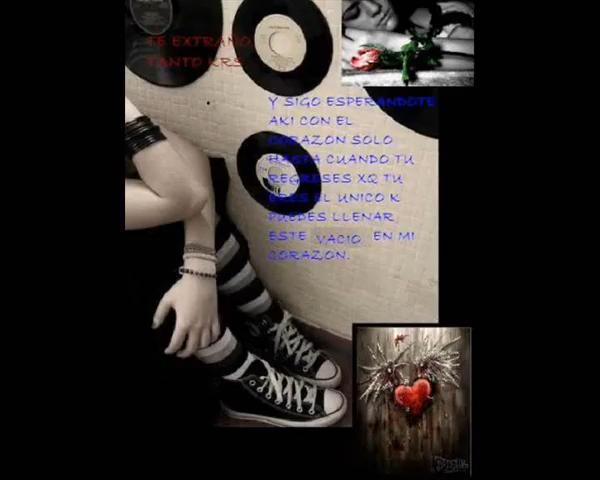 TE EXTRAÑO
TANTO KRS
Y SIGO ESPERANDOTE
AKI CON EL
CORAZON SOLO
HASTA CUANDO TU
REGRESES XQ TU
ERES EL UNICO K
PUEDES LLENAR
ESTE VACIO EN MI
CORAZON.